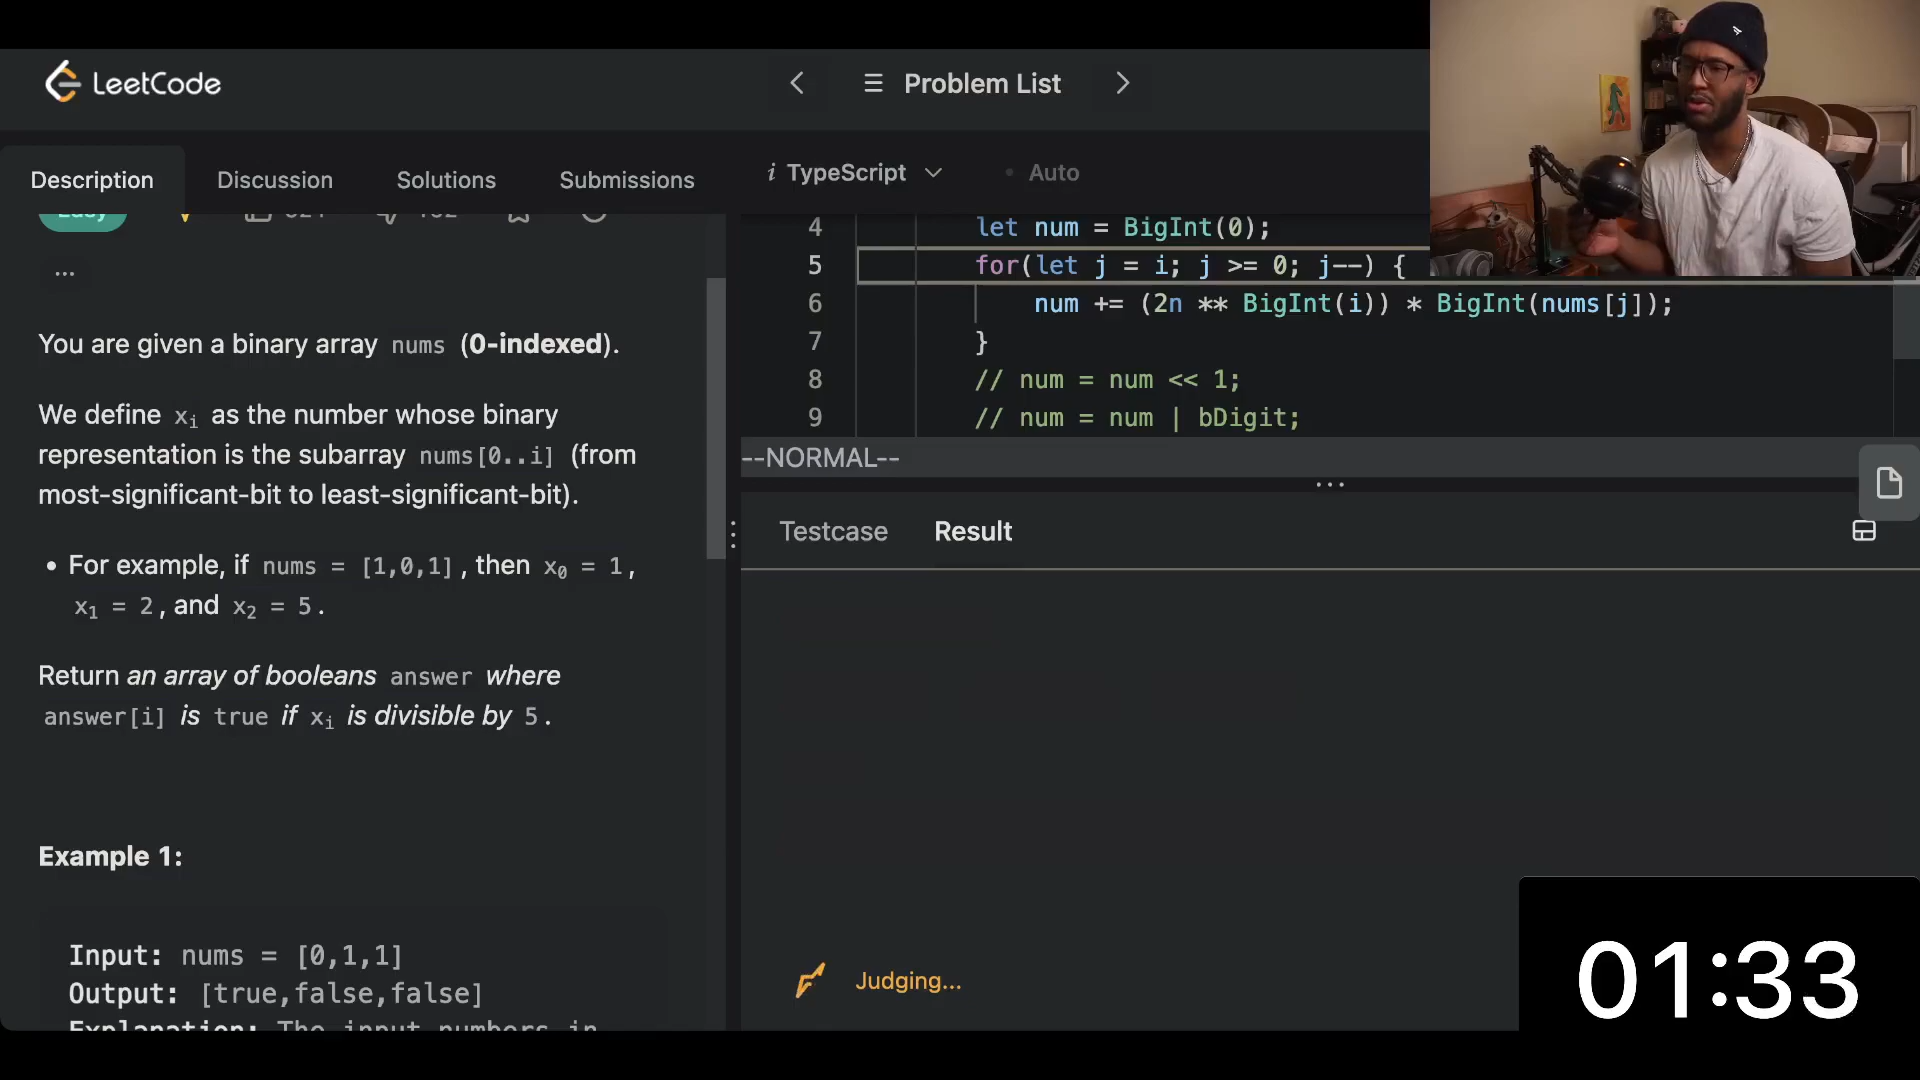 LeetCode
Problem List
Description
Discussion
Solutions
Submissions
i TypeScript
Auto
...
You are given a binary array nums (0-indexed).
We define xi as the number whose binary
representation is the subarray nums[0..i] (from
most-significant-bit to least-significant-bit).
• For example, if nums = [1,0,1], then x0 = 1,
x1 = 2, and x2 = 5.
Return an array of booleans answer where
answer[i] is true if xi is divisible by 5.
Example 1:
Input: nums = [0,1,1]
Output: [true,false,false]
Explanation: The input numbers in
4 let num = BigInt(0);
5 for(let j = i; j >= 0; j--) {
6 num += (2n ** BigInt(i)) * BigInt(nums[j]);
7 }
8 // num = num << 1;
9 // num = num | bDigit;
--NORMAL--
...
Testcase
Result
Judging...
01:33